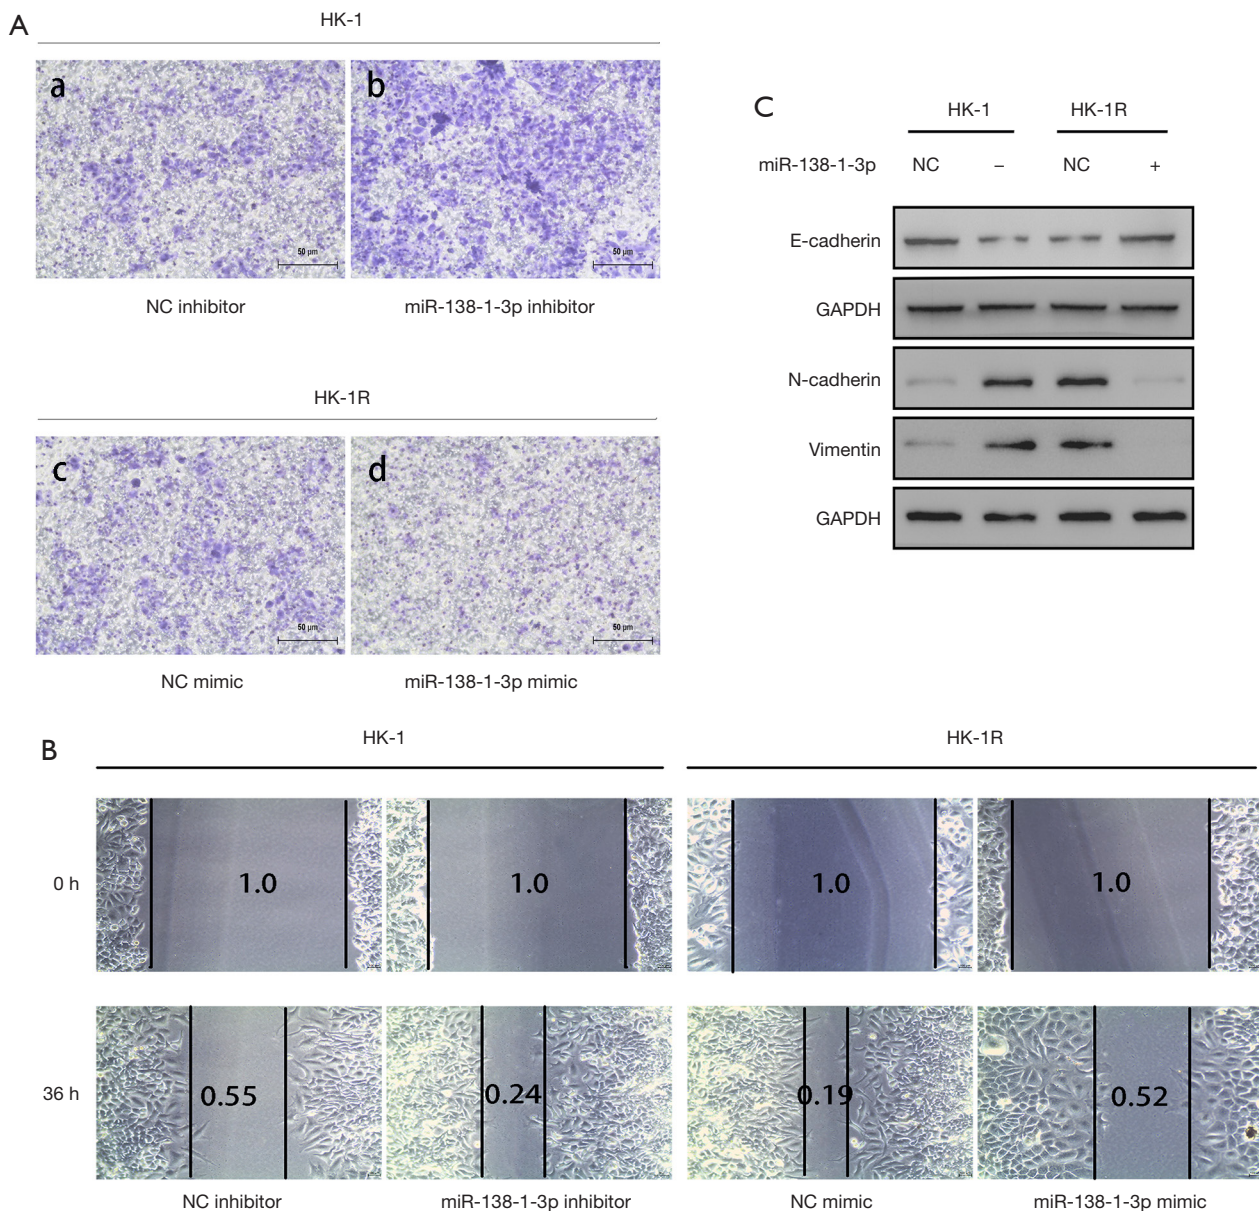 A
HK-1
a
b
50 µm
50 µm
NC inhibitor
miR-138-1-3p inhibitor
HK-1R
c
d
50 µm
50 µm
NC mimic
miR-138-1-3p mimic
C
HK-1
HK-1R
miR-138-1-3p
NC
–
NC
+
E-cadherin
GAPDH
N-cadherin
Vimentin
GAPDH
B
HK-1
HK-1R
0 h
1.0
1.0
1.0
1.0
36 h
0.55
0.24
0.19
0.52
NC inhibitor
miR-138-1-3p inhibitor
NC mimic
miR-138-1-3p mimic